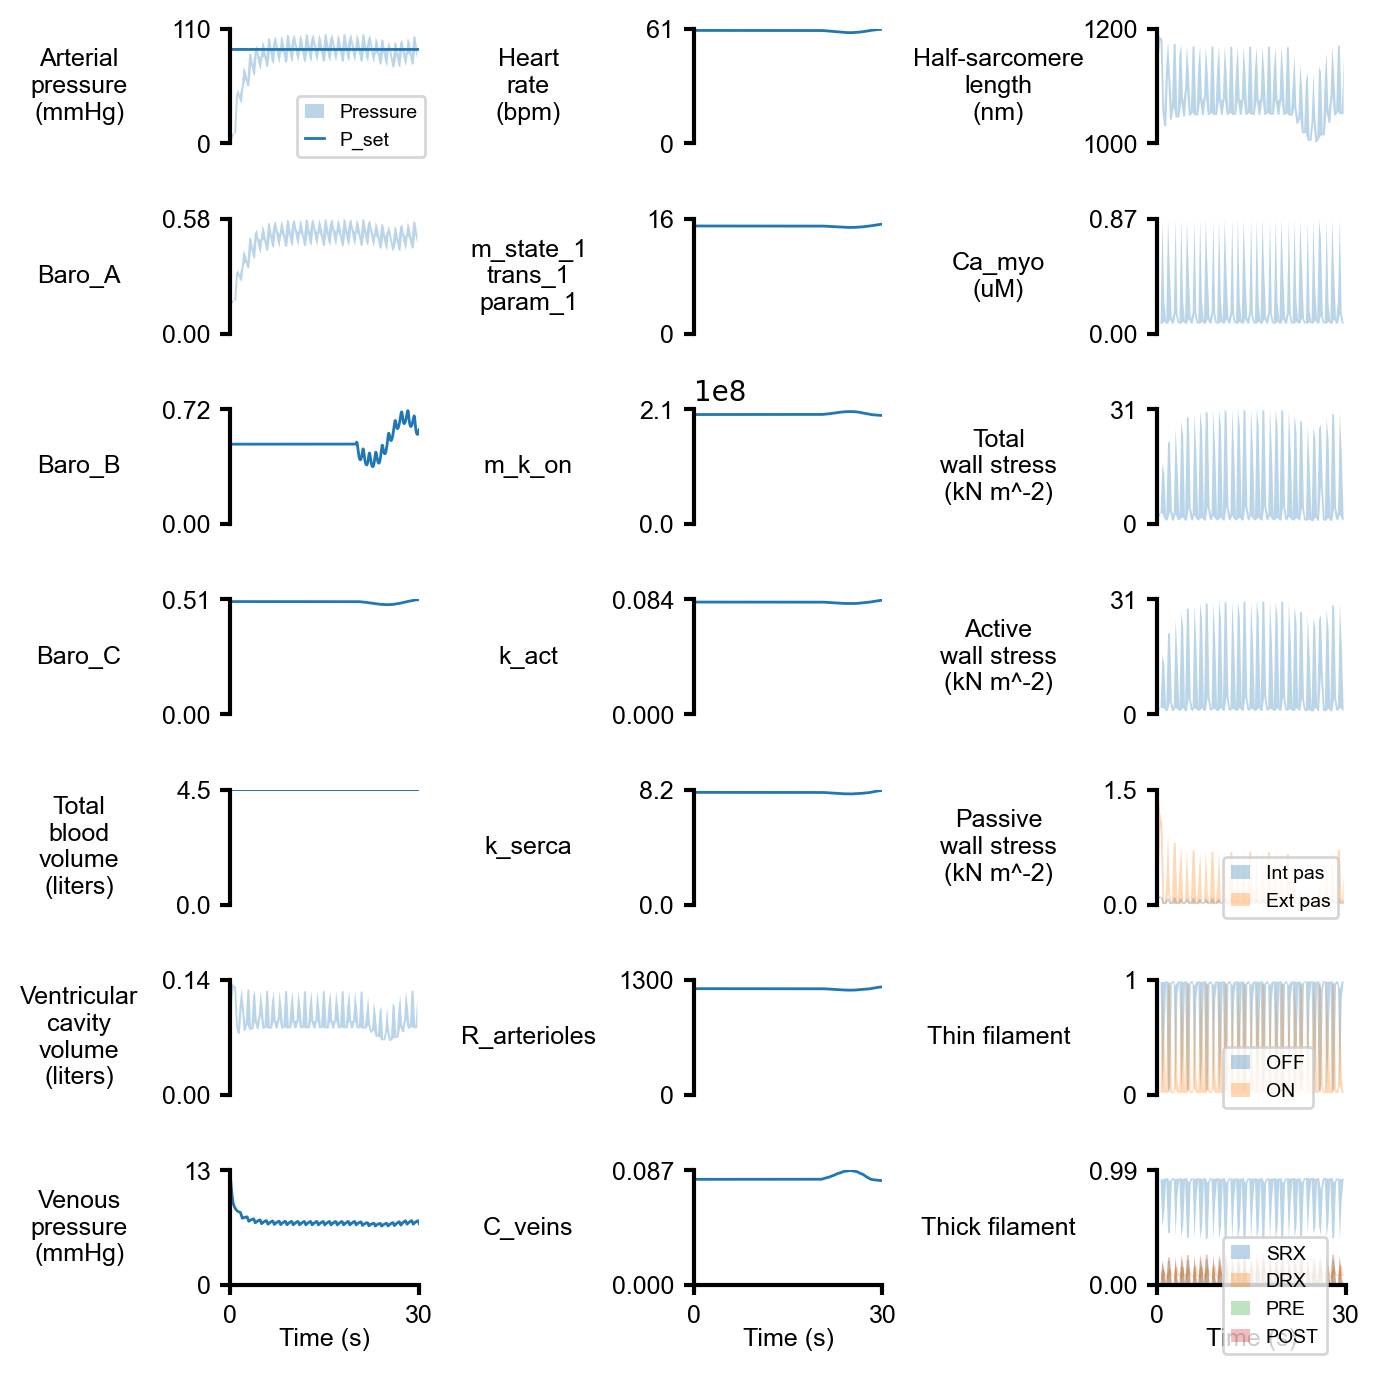 110
Arterial
pressure
(mmHg)
0
Pressure
P_set
61
Heart
rate
(bpm)
0
1200
Half-sarcomere
length
(nm)
1000
0.58
Baro_A
0.00
16
m_state_1
trans_1
param_1
0
0.87
Ca_myo
(uM)
0.00
0.72
Baro_B
0.00
1e8
2.1
m_k_on
0.0
31
Total
wall stress
(kN m^-2)
0
0.51
Baro_C
0.00
0.084
k_act
0.000
31
Active
wall stress
(kN m^-2)
0
4.5
Total
blood
volume
(liters)
0.0
8.2
k_serca
0.0
1.5
Passive
wall stress
(kN m^-2)
0.0
Int pas
Ext pas
0.14
Ventricular
cavity
volume
(liters)
0.00
1300
R_arterioles
0
1
Thin filament
0
OFF
ON
13
Venous
pressure
(mmHg)
0
0 30
Time (s)
0.087
C_veins
0.000
0 30
Time (s)
0.99
Thick filament
0.00
SRX
DRX
PRE
POST
0 30
Time (s)